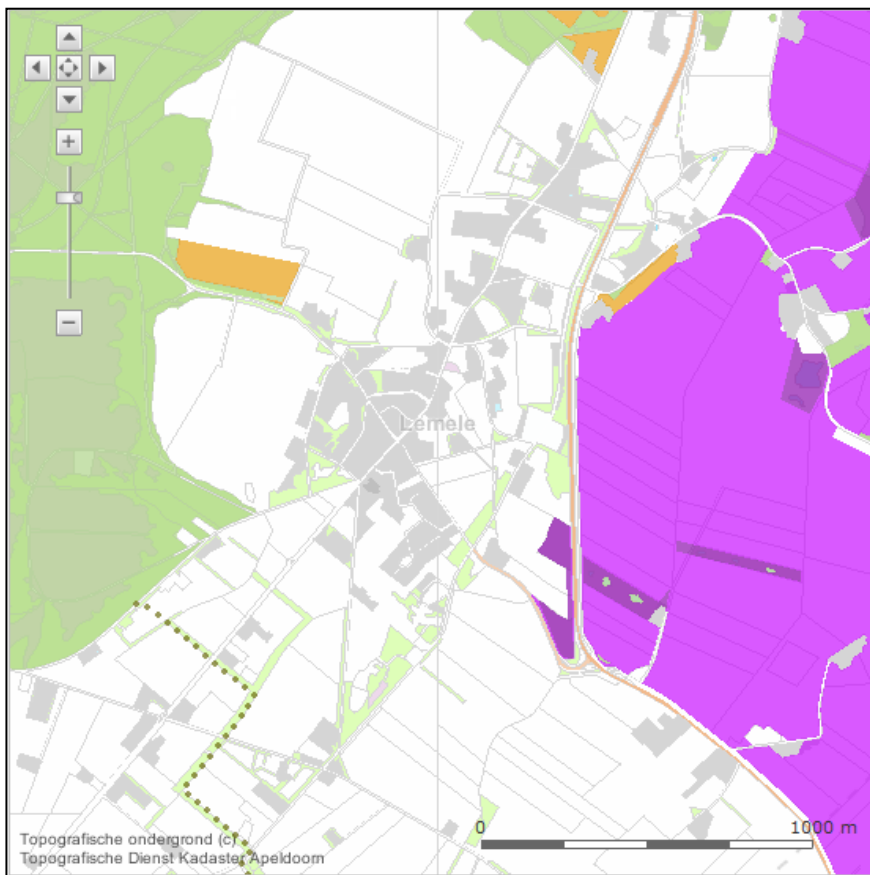 Lemele
0 1000 m
Topografische ondergrond (c)
Topografische Dienst Kadaster Apeldoorn